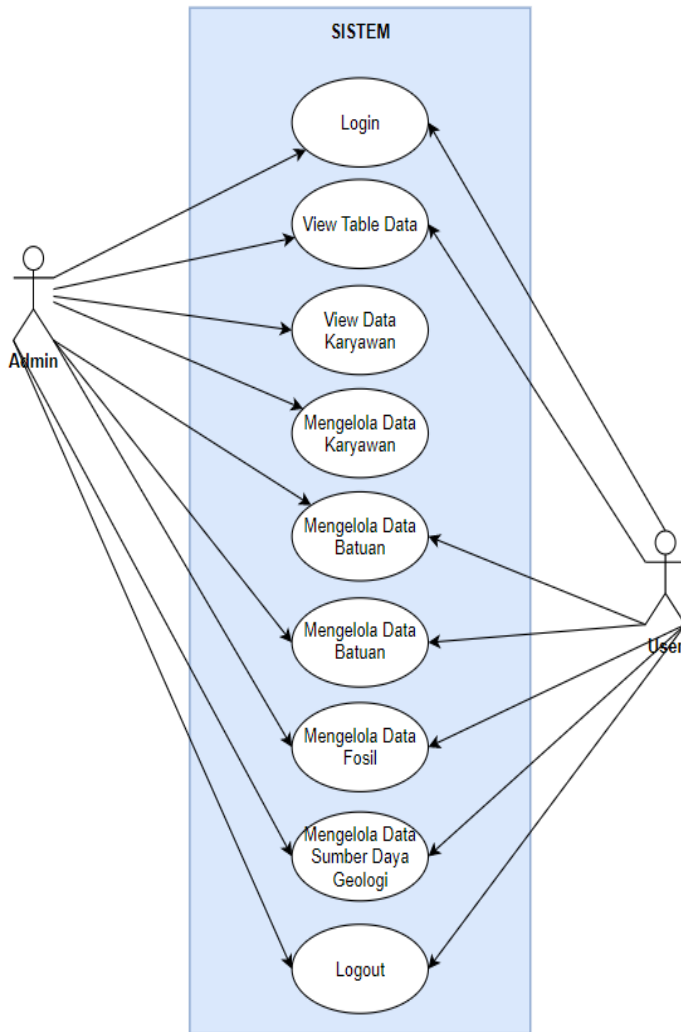 SISTEM
Login
View Table Data
View Data
Karyawan
Admin
Mengelola Data
Karyawan
Mengelola Data
Batuan
Mengelola Data
Batuan
User
Mengelola Data
Fosil
Mengelola Data
Sumber Daya
Geologi
Logout